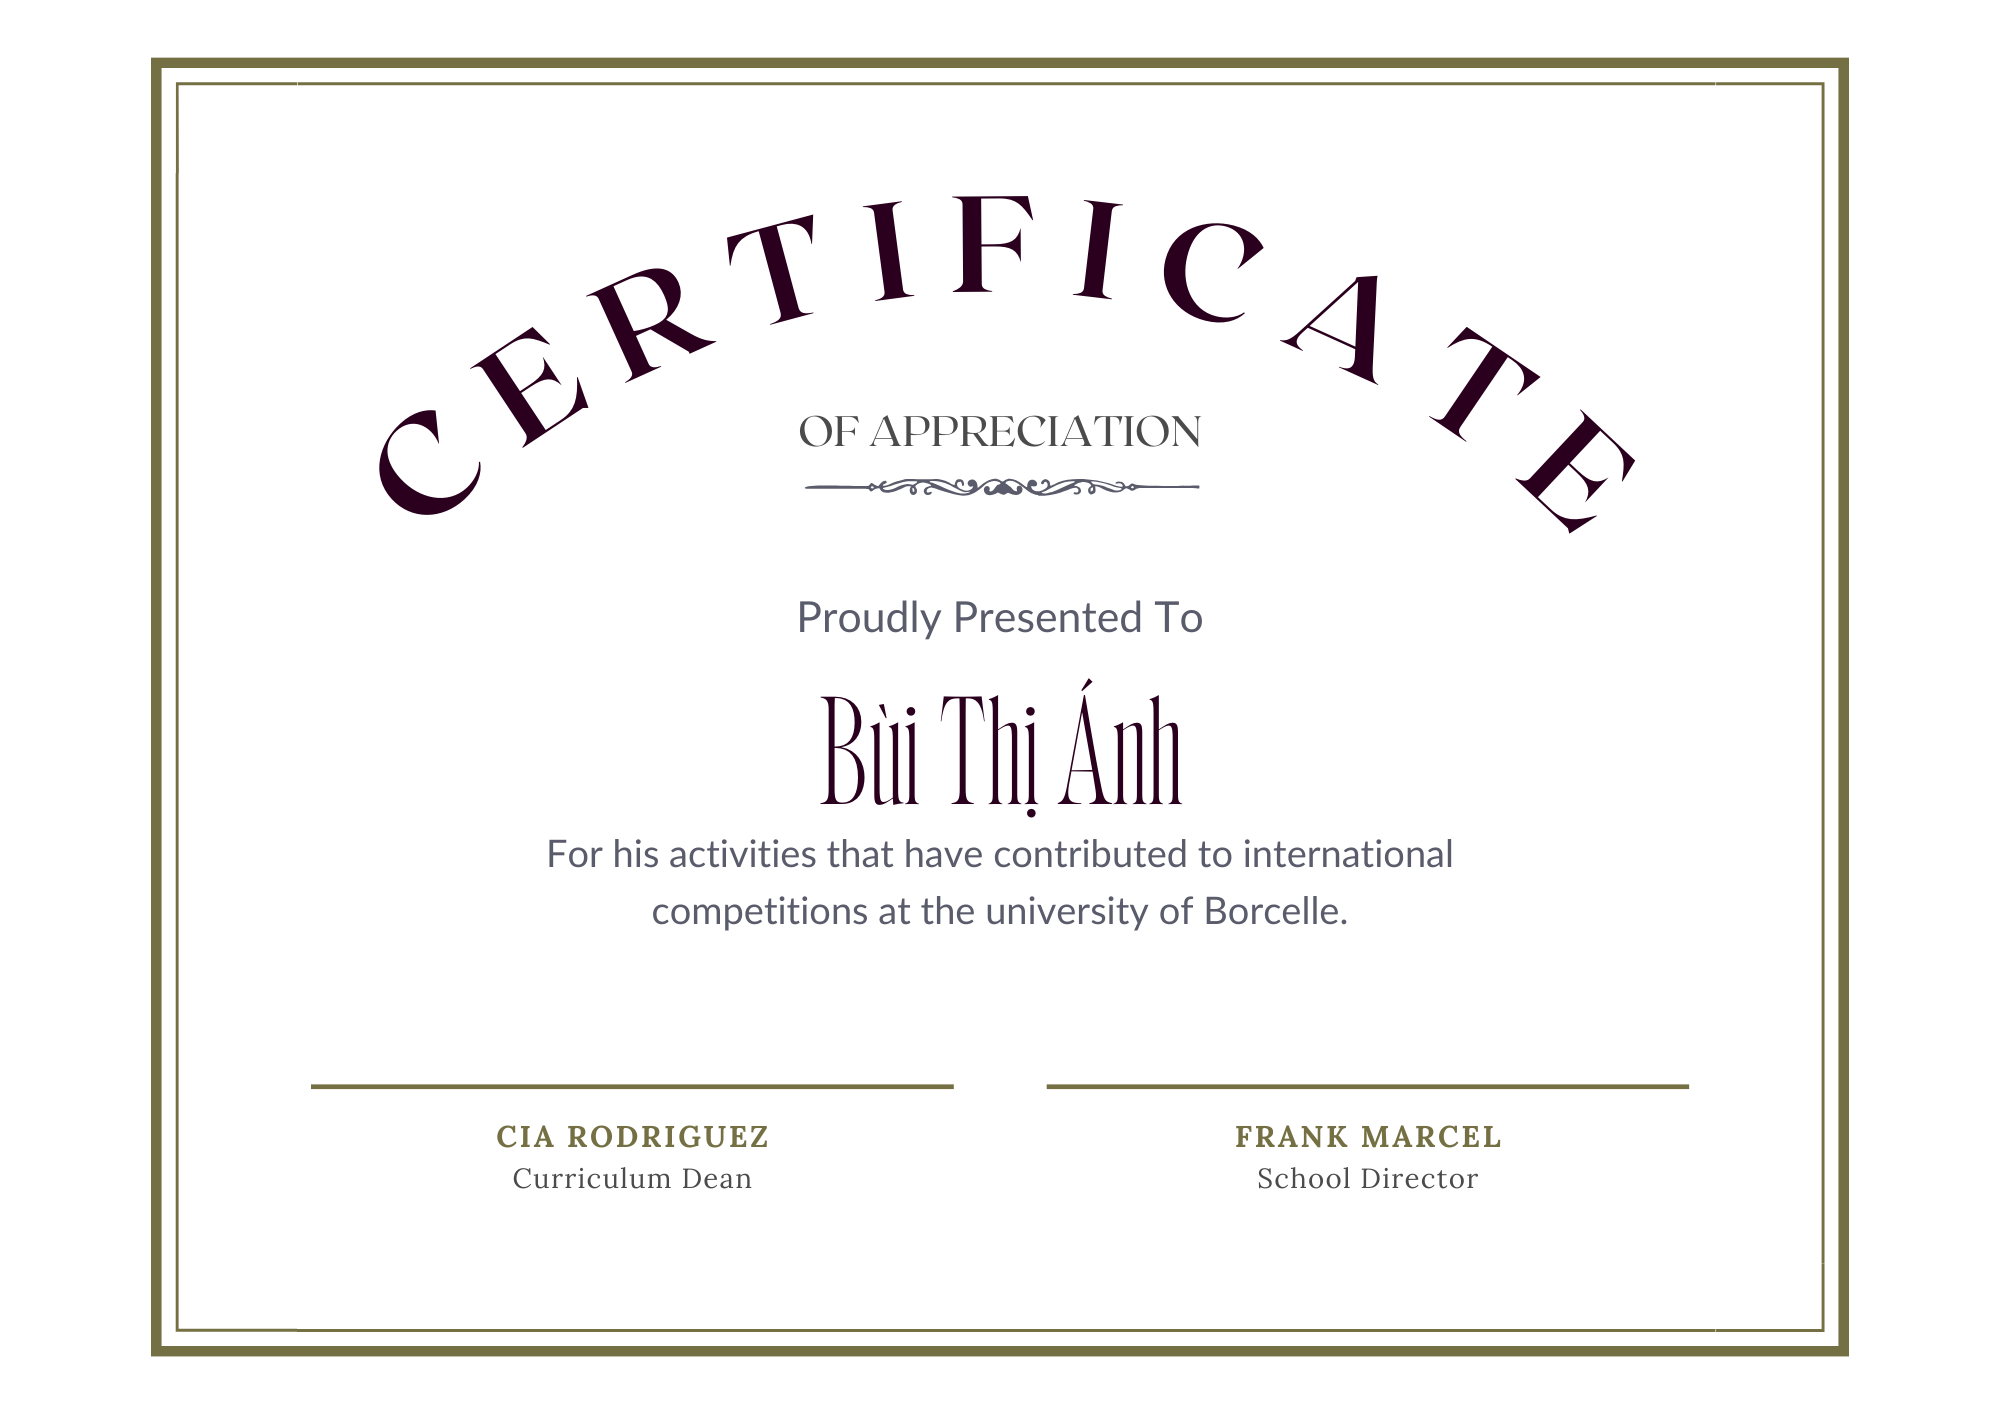 CERTIFICATE
OF APPRECIATION
Proudly Presented To
Bùi Thị Ánh
For his activities that have contributed to international
competitions at the university of Borcelle.
CIA RODRIGUEZ
Curriculum Dean
FRANK MARCEL
School Director